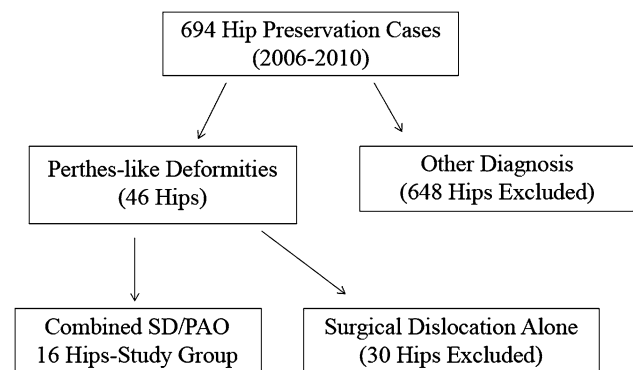 694 Hip Preservation Cases
(2006-2010)
Perthes-like Deformities
(46 Hips)
Other Diagnosis
(648 Hips Excluded)
Combined SD/PAO
16 Hips-Study Group
Surgical Dislocation Alone
(30 Hips Excluded)